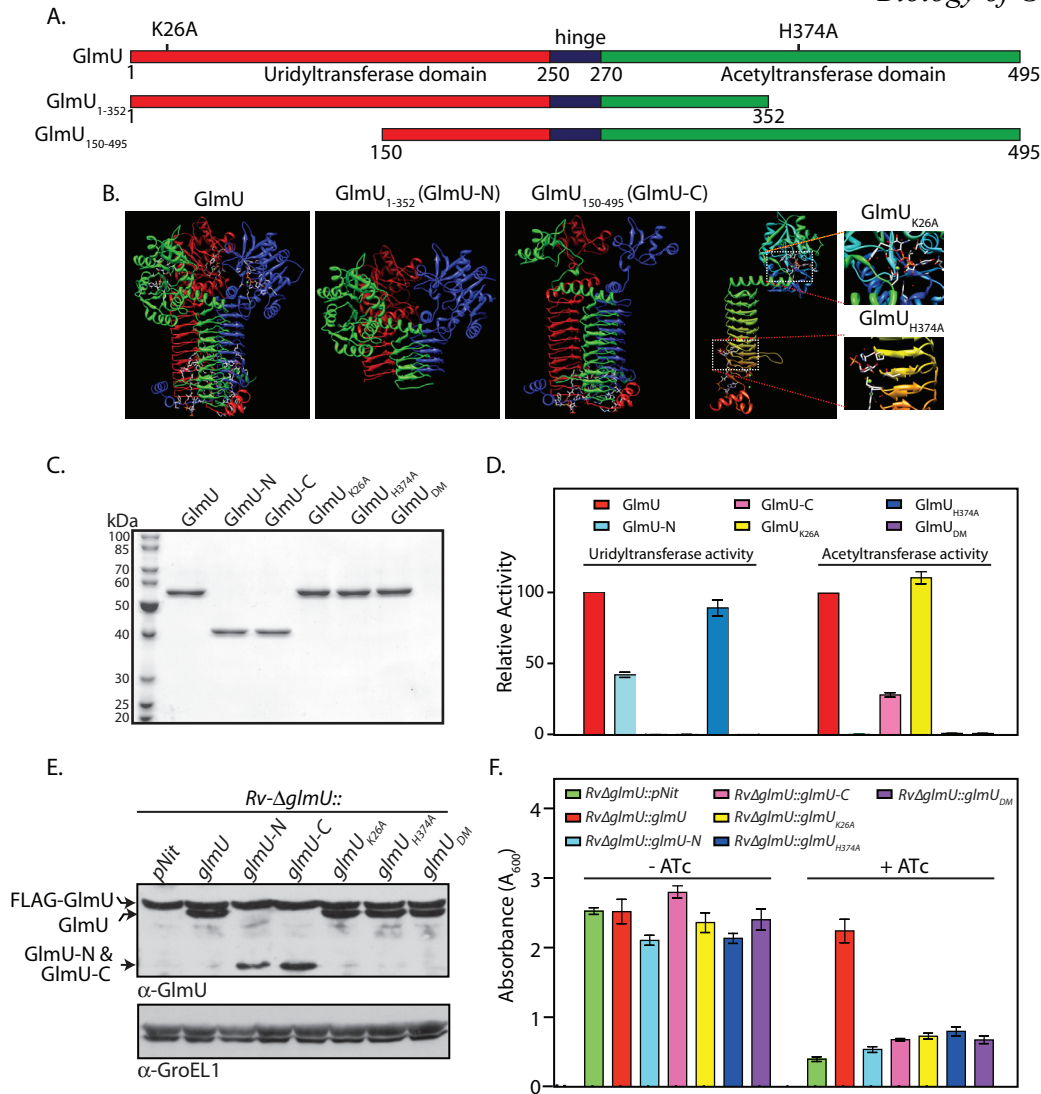 Biology of G
A.
K26A
hinge
H374A
GlmU
1
Uridyltransferase domain
250
270
Acetyltransferase domain
495
GlmU1-352
1
352
GlmU150-495
150
495
B.
GlmU
GlmU1-352 (GlmU-N)
GlmU150-495 (GlmU-C)
GlmUK26A
GlmUH374A
C.
kDa
GlmU
GlmU-N
GlmU-C
GlmUK26A
GlmUH374A
GlmUDM
100
85
70
60
50
40
30
25
20
D.
GlmU
GlmU-C
GlmUH374A
GlmU-N
GlmUK26A
GlmUDM
Uridyltransferase activity
Acetyltransferase activity
Relative Activity
100
50
0
E.
Rv-ΔglmU::
pNit
glmU
glmU-N
glmU-C
glmUK26A
glmUH374A
glmUDM
FLAG-GlmU
GlmU
GlmU-N &
GlmU-C
α-GlmU
α-GroEL1
F.
RvΔglmU::pNit
RvΔglmU::glmU-C
RvΔglmU::glmUDM
RvΔglmU::glmU
RvΔglmU::glmUK26A
RvΔglmU::glmU-N
RvΔglmU::glmUH374A
- ATc
+ ATc
Absorbance (A600)
4
3
2
1
0